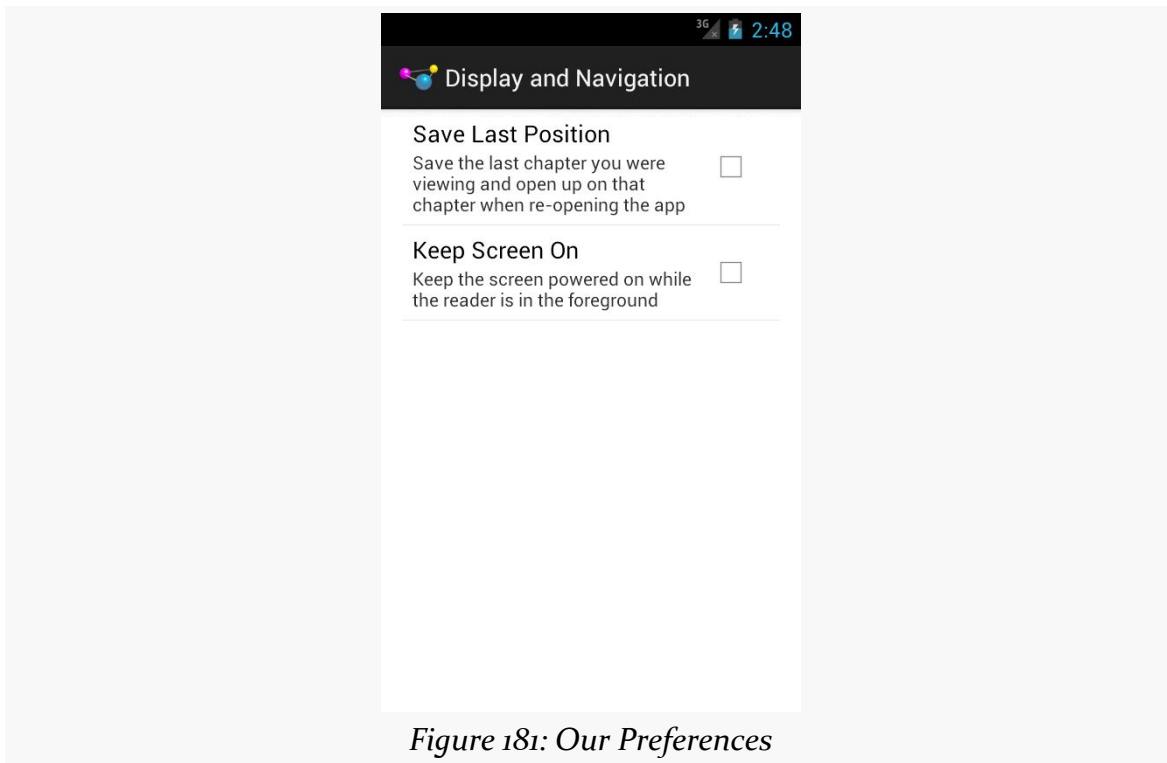 3G 2:48
Display and Navigation
Save Last Position
Save the last chapter you were
viewing and open up on that
chapter when re-opening the app
Keep Screen On
Keep the screen powered on while
the reader is in the foreground
Figure 181: Our Preferences